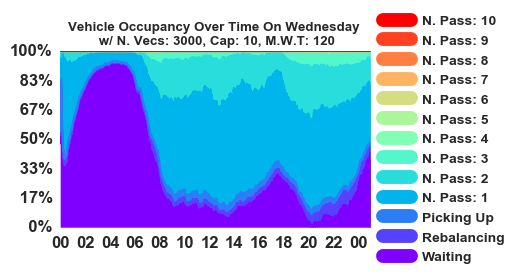 Vehicle Occupancy Over Time On Wednesday
w/ N. Vecs: 3000, Cap: 10, M.W.T: 120
100%
83%
67%
50%
33%
17%
0%
00 02 04 06 08 10 12 14 16 18 20 22 00
N. Pass: 10
N. Pass: 9
N. Pass: 8
N. Pass: 7
N. Pass: 6
N. Pass: 5
N. Pass: 4
N. Pass: 3
N. Pass: 2
N. Pass: 1
Picking Up
Rebalancing
Waiting